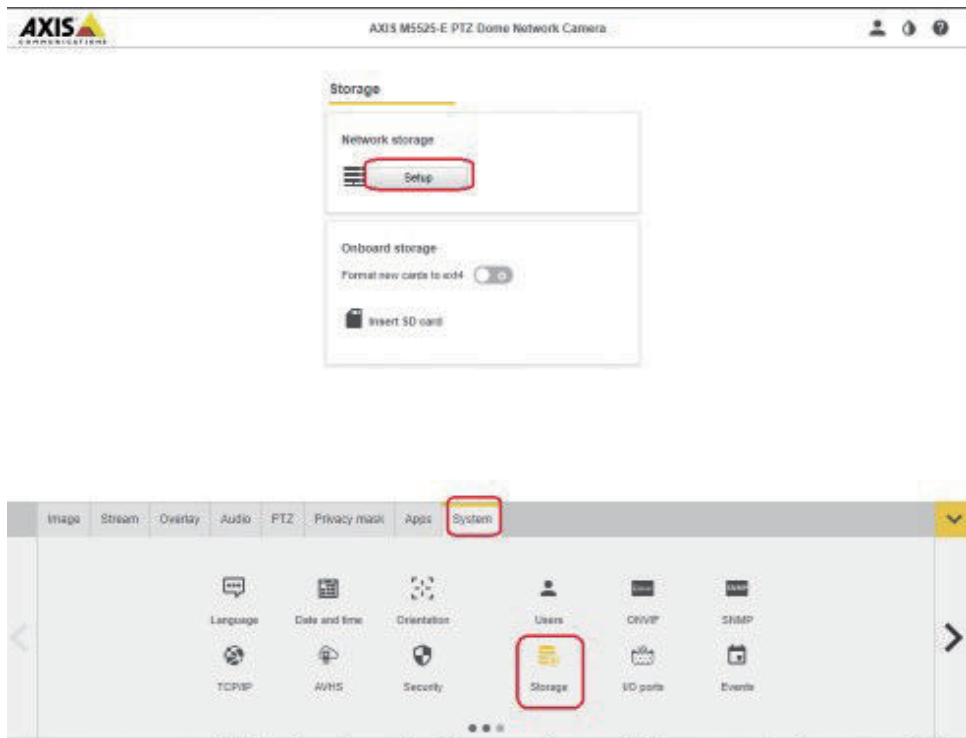 AXIS
COMMUNICATIONS
AXIS M5525-E PTZ Dome Network Camera
Storage
Network storage
Setup
Onboard storage
Format new cards to ext4
Insert SD card
Image Stream Overlay Audio PTZ Privacy mask Apps System
Language Date and time Orientation Users ONVIF SNMP
TCP/IP AVHS Security Storage I/O ports Events